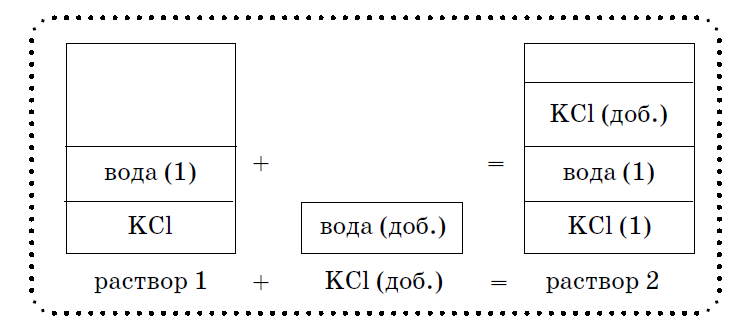 KCl (доб.)
вода (1) + = вода (1)
KCl вода (доб.) KCl (1)
раствор 1 + KCl (доб.) = раствор 2